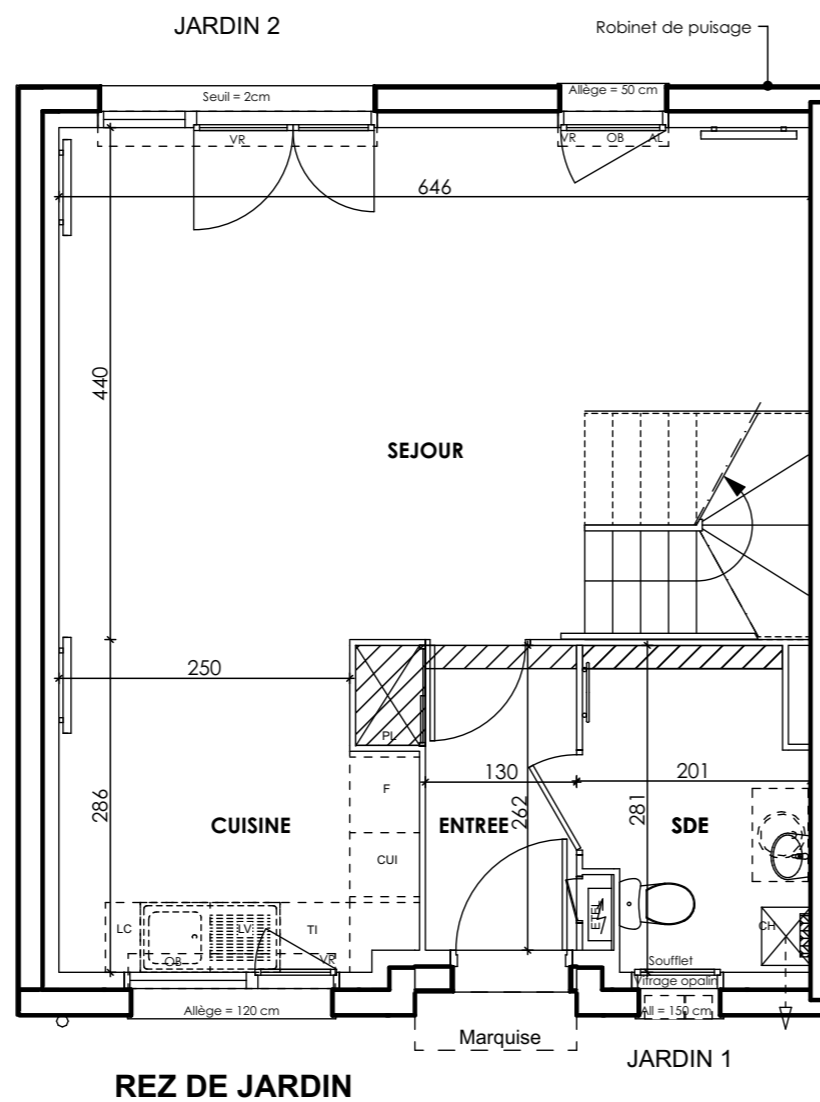 JARDIN 2
Robinet de puisage
Seuil = 2cm
Allège = 50 cm
VR
VR OB AL
646
440
SEJOUR
250
PL
286
F
130
201
CUISINE
ENTREE
262
281
SDE
CUI
LC
LV
TI
ETEL
CH
OB
VR
Soufflet
Vitrage opalin
Allège = 120 cm
All = 150 cm
Marquise
JARDIN 1
REZ DE JARDIN